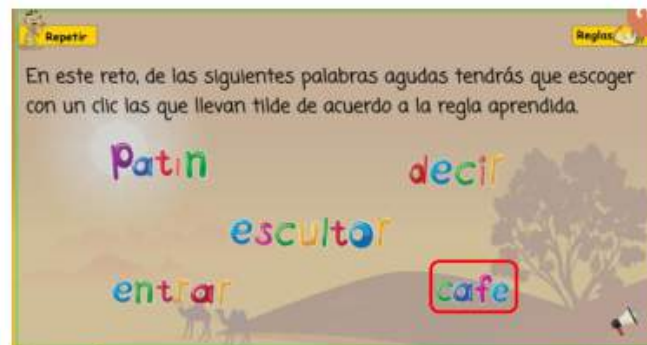 Repetir
Reglas
En este reto, de las siguientes palabras agudas tendrás que escoger
con un clic las que llevan tilde de acuerdo a la regla aprendida.
Patin
decir
escultor
entrar
cafe